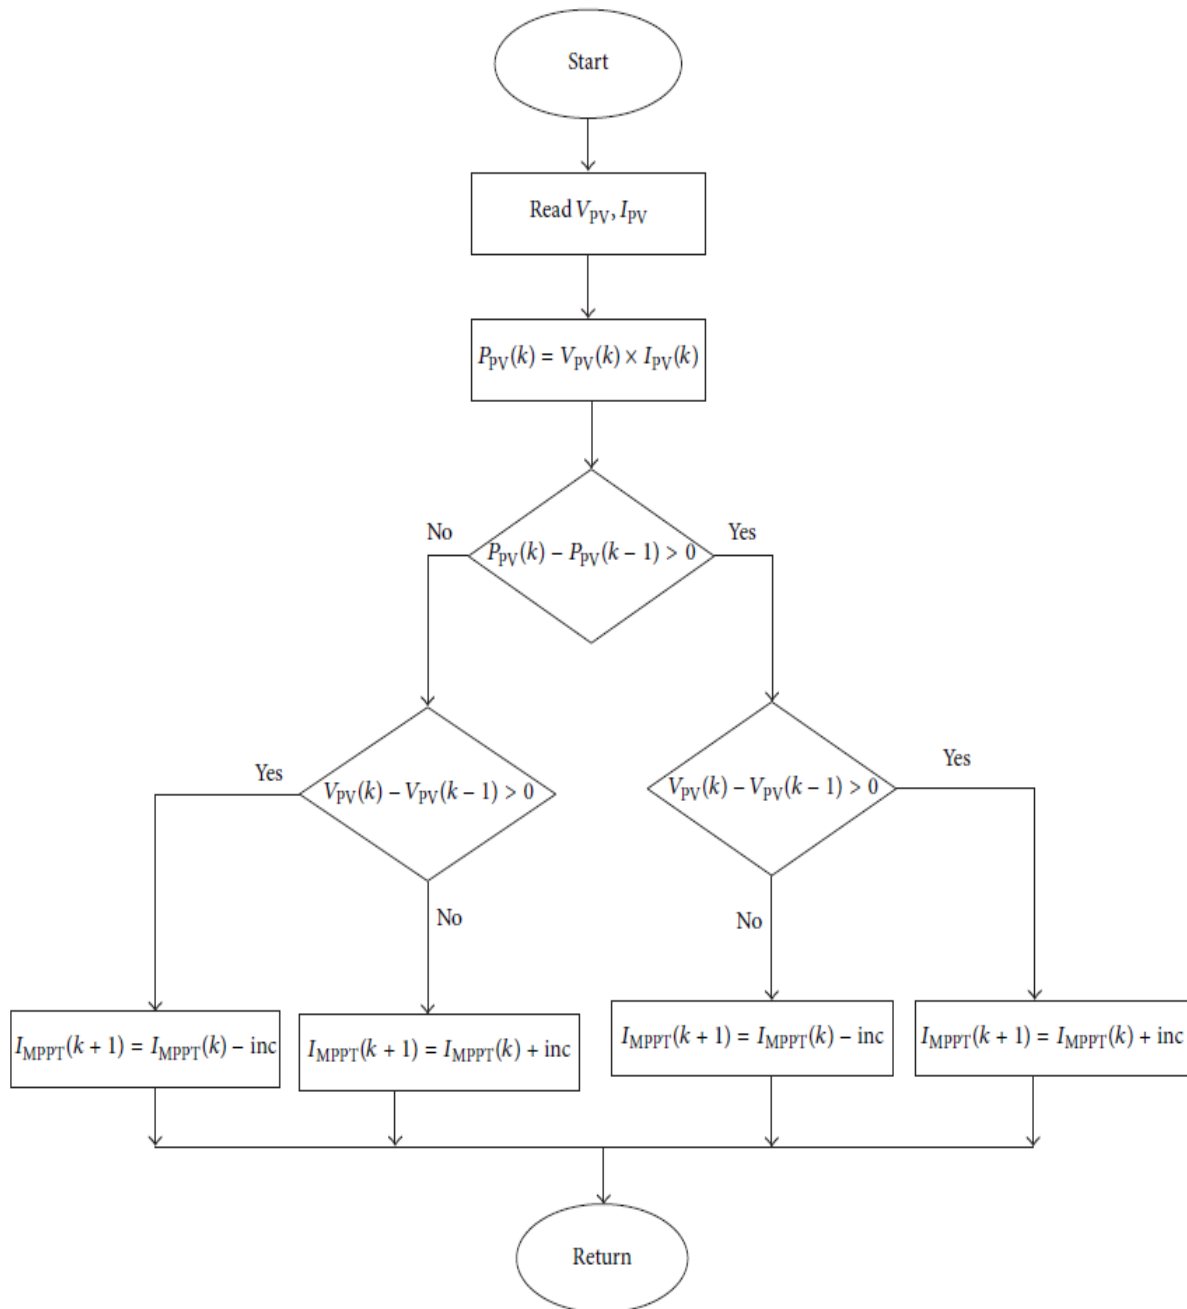 Start
Read V_PV, I_PV
P_PV(k) = V_PV(k) × I_PV(k)
No
Yes
P_PV(k) − P_PV(k − 1) > 0
Yes
V_PV(k) − V_PV(k − 1) > 0
V_PV(k) − V_PV(k − 1) > 0
Yes
No
No
I_MPPT(k + 1) = I_MPPT(k) − inc
I_MPPT(k + 1) = I_MPPT(k) + inc
I_MPPT(k + 1) = I_MPPT(k) − inc
I_MPPT(k + 1) = I_MPPT(k) + inc
Return